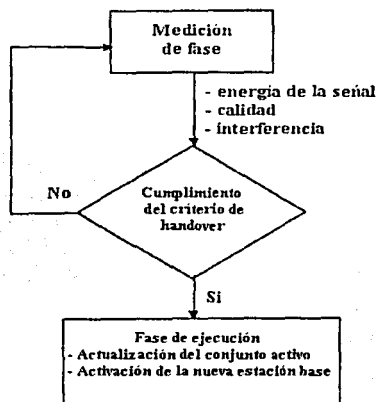 Medición
de fase
- energía de la señal
- calidad
- interferencia
No
Cumplimiento
del criterio de
handover
Si
Fase de ejecución
- Actualización del conjunto activo
- Activación de la nueva estación base